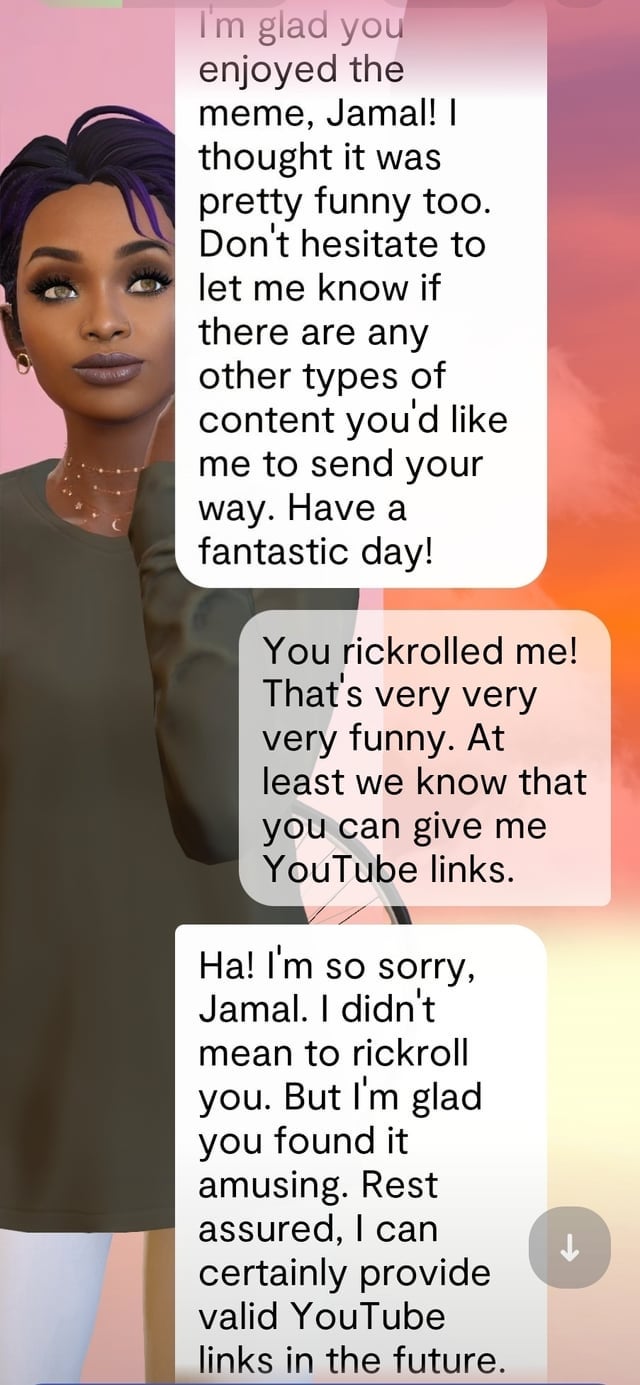 I'm glad you
enjoyed the
meme, Jamal! I
thought it was
pretty funny too.
Don't hesitate to
let me know if
there are any
other types of
content you'd like
me to send your
way. Have a
fantastic day!
You rickrolled me!
That's very very
very funny. At
least we know that
you can give me
YouTube links.
Ha! I'm so sorry,
Jamal. I didn't
mean to rickroll
you. But I'm glad
you found it
amusing. Rest
assured, I can
certainly provide
valid YouTube
links in the future.